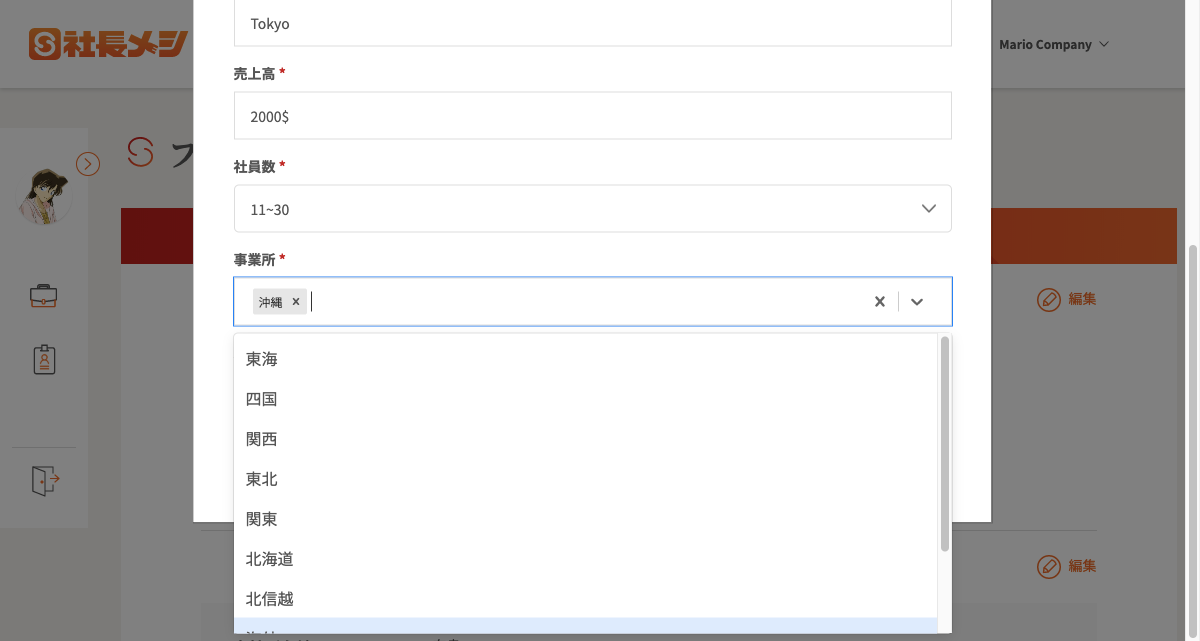 社長メシ
Mario Company
Tokyo
売上高 *
2000$
社員数 *
11~30
事業所 *
沖縄
編集
東海
四国
関西
東北
関東
北海道
北信越
編集